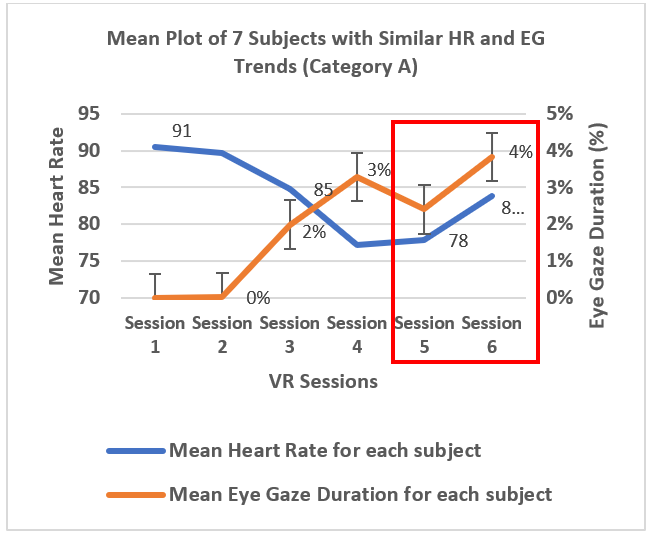 Mean Plot of 7 Subjects with Similar HR and EG
Trends (Category A)
Mean Heart Rate
95
90
85
80
75
70
91
85
78
8...
0%
2%
3%
4%
5%
4%
3%
2%
1%
0%
Eye Gaze Duration (%)
Session Session Session Session Session Session
1 2 3 4 5 6
VR Sessions
Mean Heart Rate for each subject
Mean Eye Gaze Duration for each subject